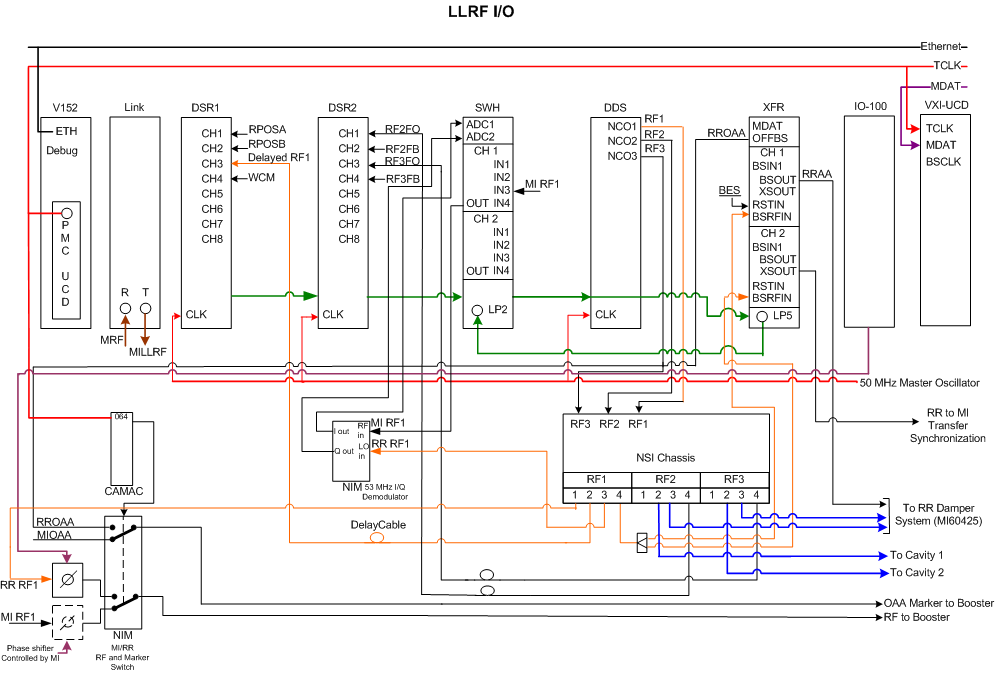 LLRF I/O
Ethernet
TCLK
MDAT
V152
Link
DSR1
DSR2
SWH
DDS
XFR
IO-100
VXI-UCD
ETH
Debug
P
M
C
U
C
D
R
T
MRF
MILLRF
CH1
CH2
CH3
CH4
CH5
CH6
CH7
CH8
CLK
RPOSA
RPOSB
Delayed RF1
WCM
CH1
CH2
CH3
CH4
CH5
CH6
CH7
CH8
CLK
RF2FO
RF2FB
RF3FO
RF3FB
ADC1
ADC2
CH 1
IN1
IN2
IN3
OUT IN4
CH 2
IN1
IN2
IN3
OUT IN4
LP2
MI RF1
NCO1
NCO2
NCO3
CLK
RF1
RF2
RF3
RROAA
BES
MDAT
OFFBS
CH 1
BSIN1
BSOUT
XSOUT
RSTIN
BSRFIN
CH 2
BSIN1
BSOUT
XSOUT
RSTIN
BSRFIN
LP5
RRAA
TCLK
MDAT
BSCLK
50 MHz Master Oscillator
RR to MI
Transfer
Synchronization
064
CAMAC
I out
RF
in
Q out
LO
in
MI RF1
RR RF1
NIM 53 MHz I/Q
Demodulator
RF3 RF2 RF1
NSI Chassis
RF1 RF2 RF3
1 2 3 4 1 2 3 4 1 2 3 4
DelayCable
To RR Damper
System (MI60425)
To Cavity 1
To Cavity 2
OAA Marker to Booster
RF to Booster
RROAA
MIOAA
RR RF1
MI RF1
Phase shifter
Controlled by MI
NIM
MI/RR
RF and Marker
Switch